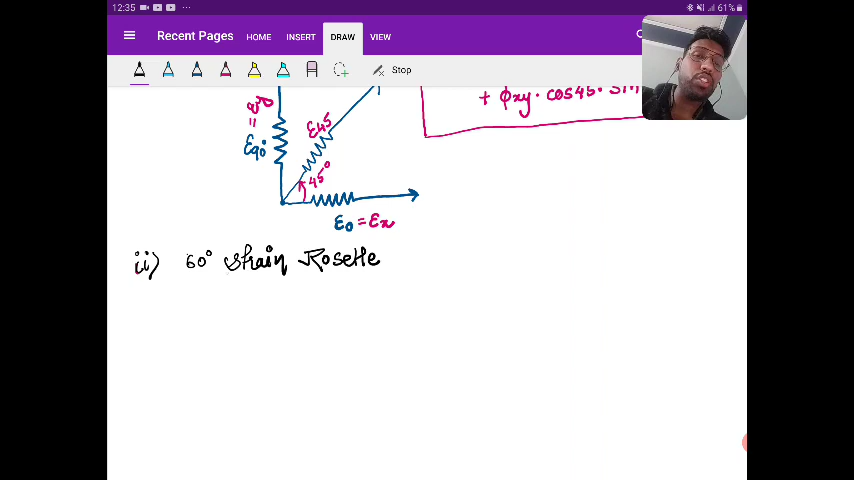 12:35
61%
Recent Pages HOME INSERT DRAW VIEW
Stop
+ ϕxy · cos45 · Sin
ε45
ε90°
=
45°
ε0 = εx
ii) 60° Strain Rosette